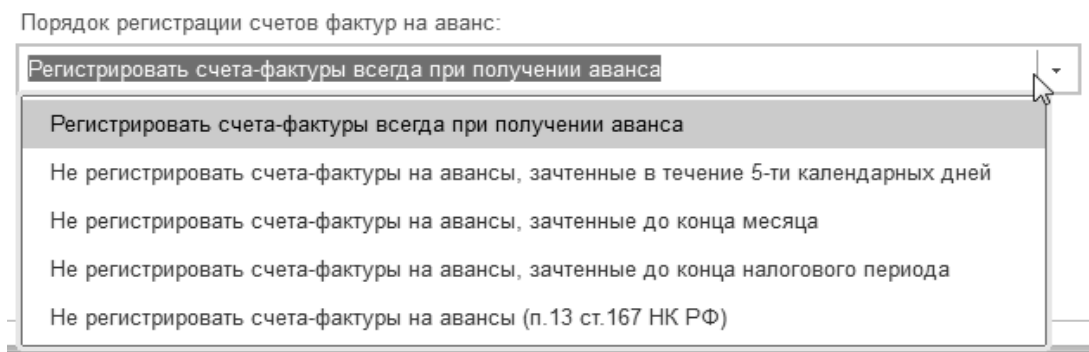 Порядок регистрации счетов фактур на аванс:
Регистрировать счета-фактуры всегда при получении аванса
Регистрировать счета-фактуры всегда при получении аванса
Не регистрировать счета-фактуры на авансы, зачтенные в течение 5-ти календарных дней
Не регистрировать счета-фактуры на авансы, зачтенные до конца месяца
Не регистрировать счета-фактуры на авансы, зачтенные до конца налогового периода
Не регистрировать счета-фактуры на авансы (п.13 ст.167 НК РФ)